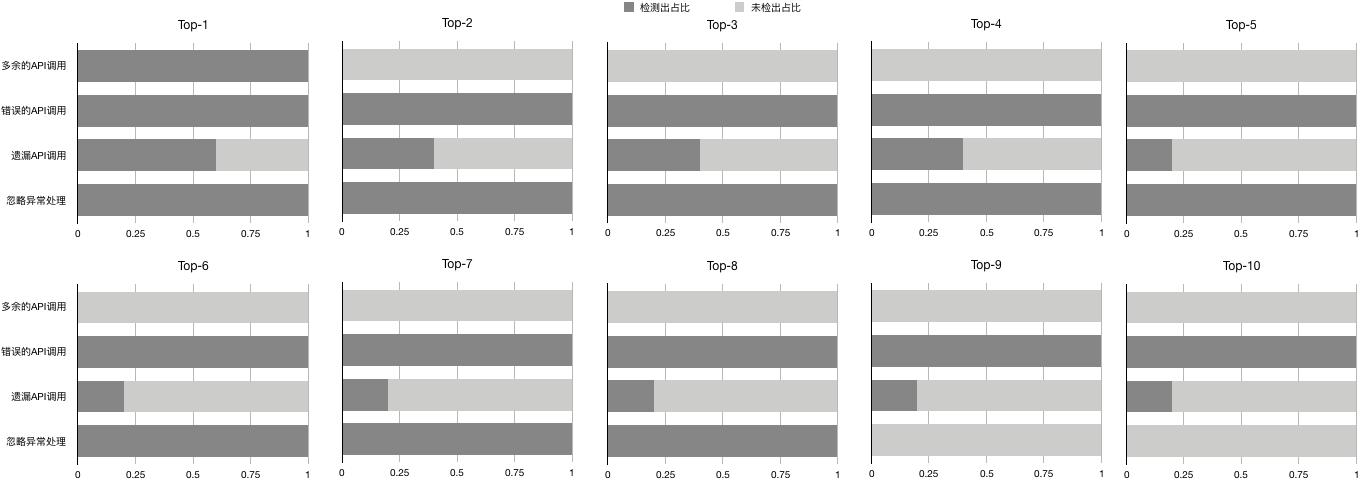 检测出占比 未检出占比
Top-1 Top-2 Top-3 Top-4 Top-5
多余的API调用
错误的API调用
遗漏API调用
忽略异常处理
0 0.25 0.5 0.75 1 0 0.25 0.5 0.75 1 0 0.25 0.5 0.75 1 0 0.25 0.5 0.75 1 0 0.25 0.5 0.75 1
Top-6 Top-7 Top-8 Top-9 Top-10
多余的API调用
错误的API调用
遗漏API调用
忽略异常处理
0 0.25 0.5 0.75 1 0 0.25 0.5 0.75 1 0 0.25 0.5 0.75 1 0 0.25 0.5 0.75 1 0 0.25 0.5 0.75 1